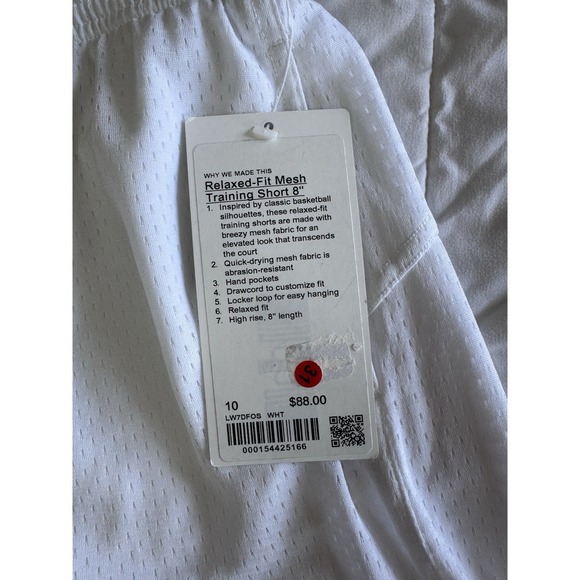 WHY WE MADE THIS
Relaxed-Fit Mesh
Training Short 8"
1. Inspired by classic basketball
silhouettes, these relaxed-fit
training shorts are made with
breezy mesh fabric for an
elevated look that transcends
the court
2. Quick-drying mesh fabric is
abrasion-resistant
3. Hand pockets
4. Drawcord to customize fit
5. Locker loop for easy hanging
6. Relaxed fit
7. High rise, 8" length
31
10 $88.00
LW7DFOS WHT
000154425166